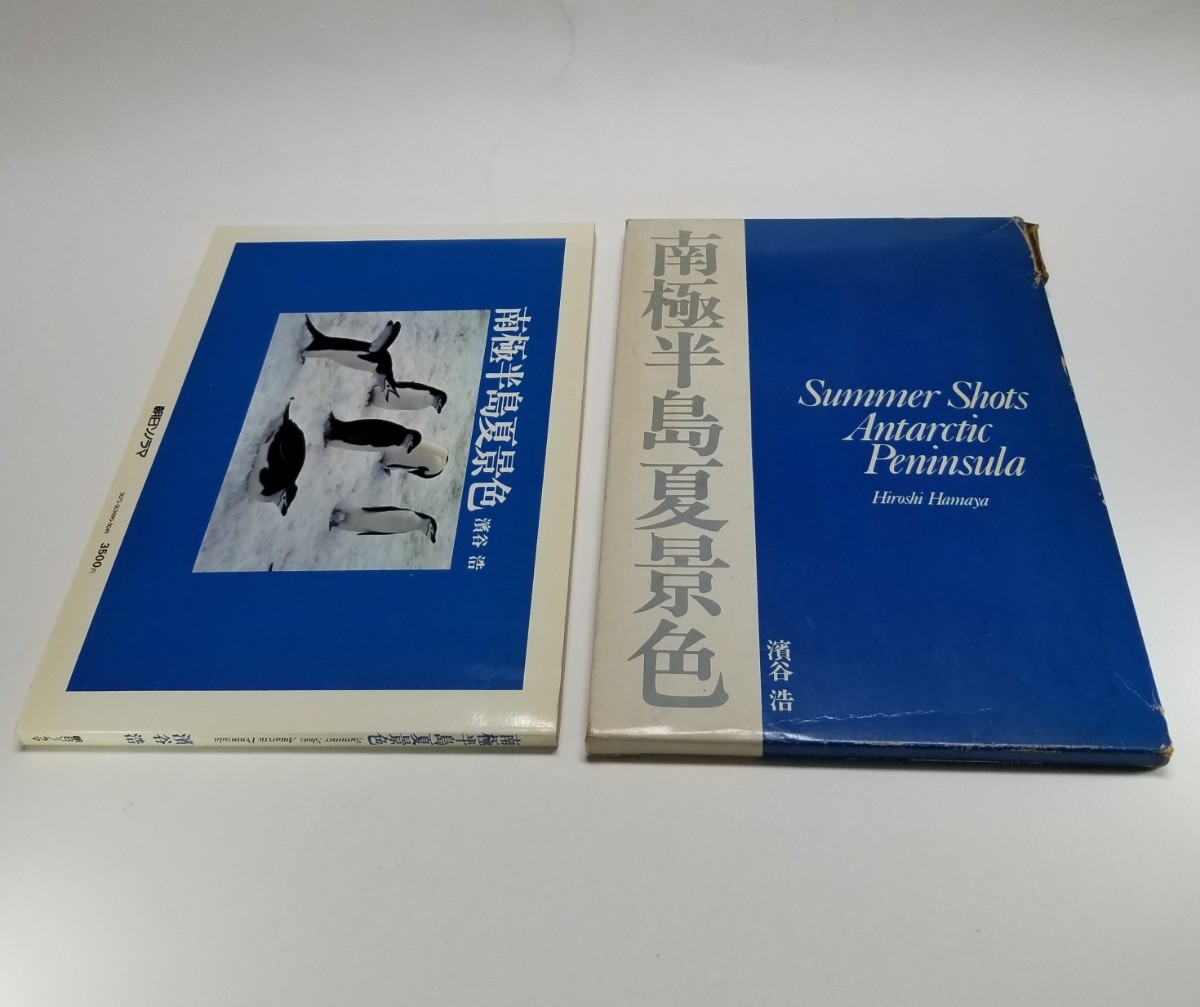 南極半島夏景色
濱谷 浩
朝日ソノラマ
3500円
南極半島夏景色 Summer Shots Antarctic Peninsula 濱谷 浩 朝日ソノラマ
南極半島夏景色
Summer Shots
Antarctic
Peninsula
Hiroshi Hamaya
濱谷 浩